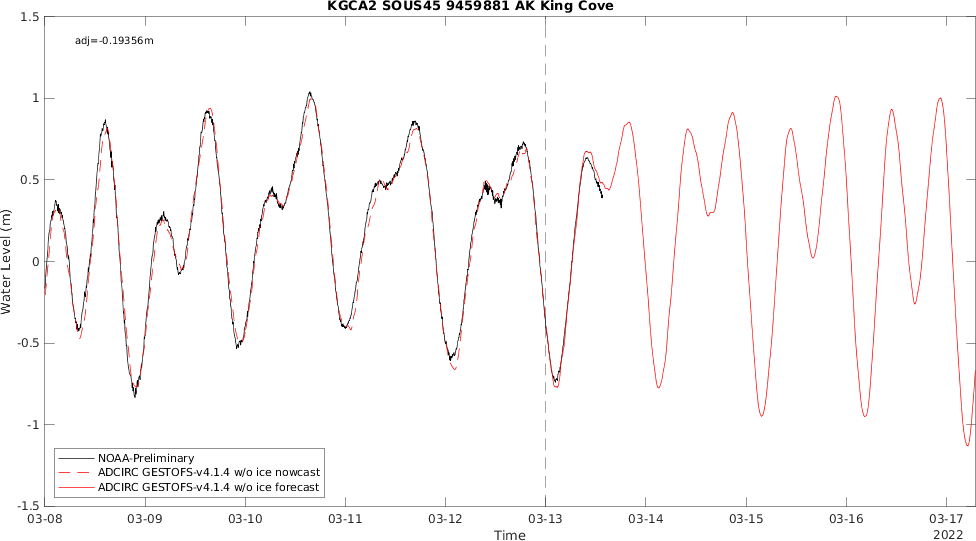 KGCA2 SOUS45 9459881 AK King Cove
adj=-0.19356m
1.5
1
0.5
0
-0.5
-1
-1.5
Water Level (m)
NOAA-Preliminary
ADCIRC GESTOFS-v4.1.4 w/o ice nowcast
ADCIRC GESTOFS-v4.1.4 w/o ice forecast
03-08 03-09 03-10 03-11 03-12 03-13 03-14 03-15 03-16 03-17
Time
2022